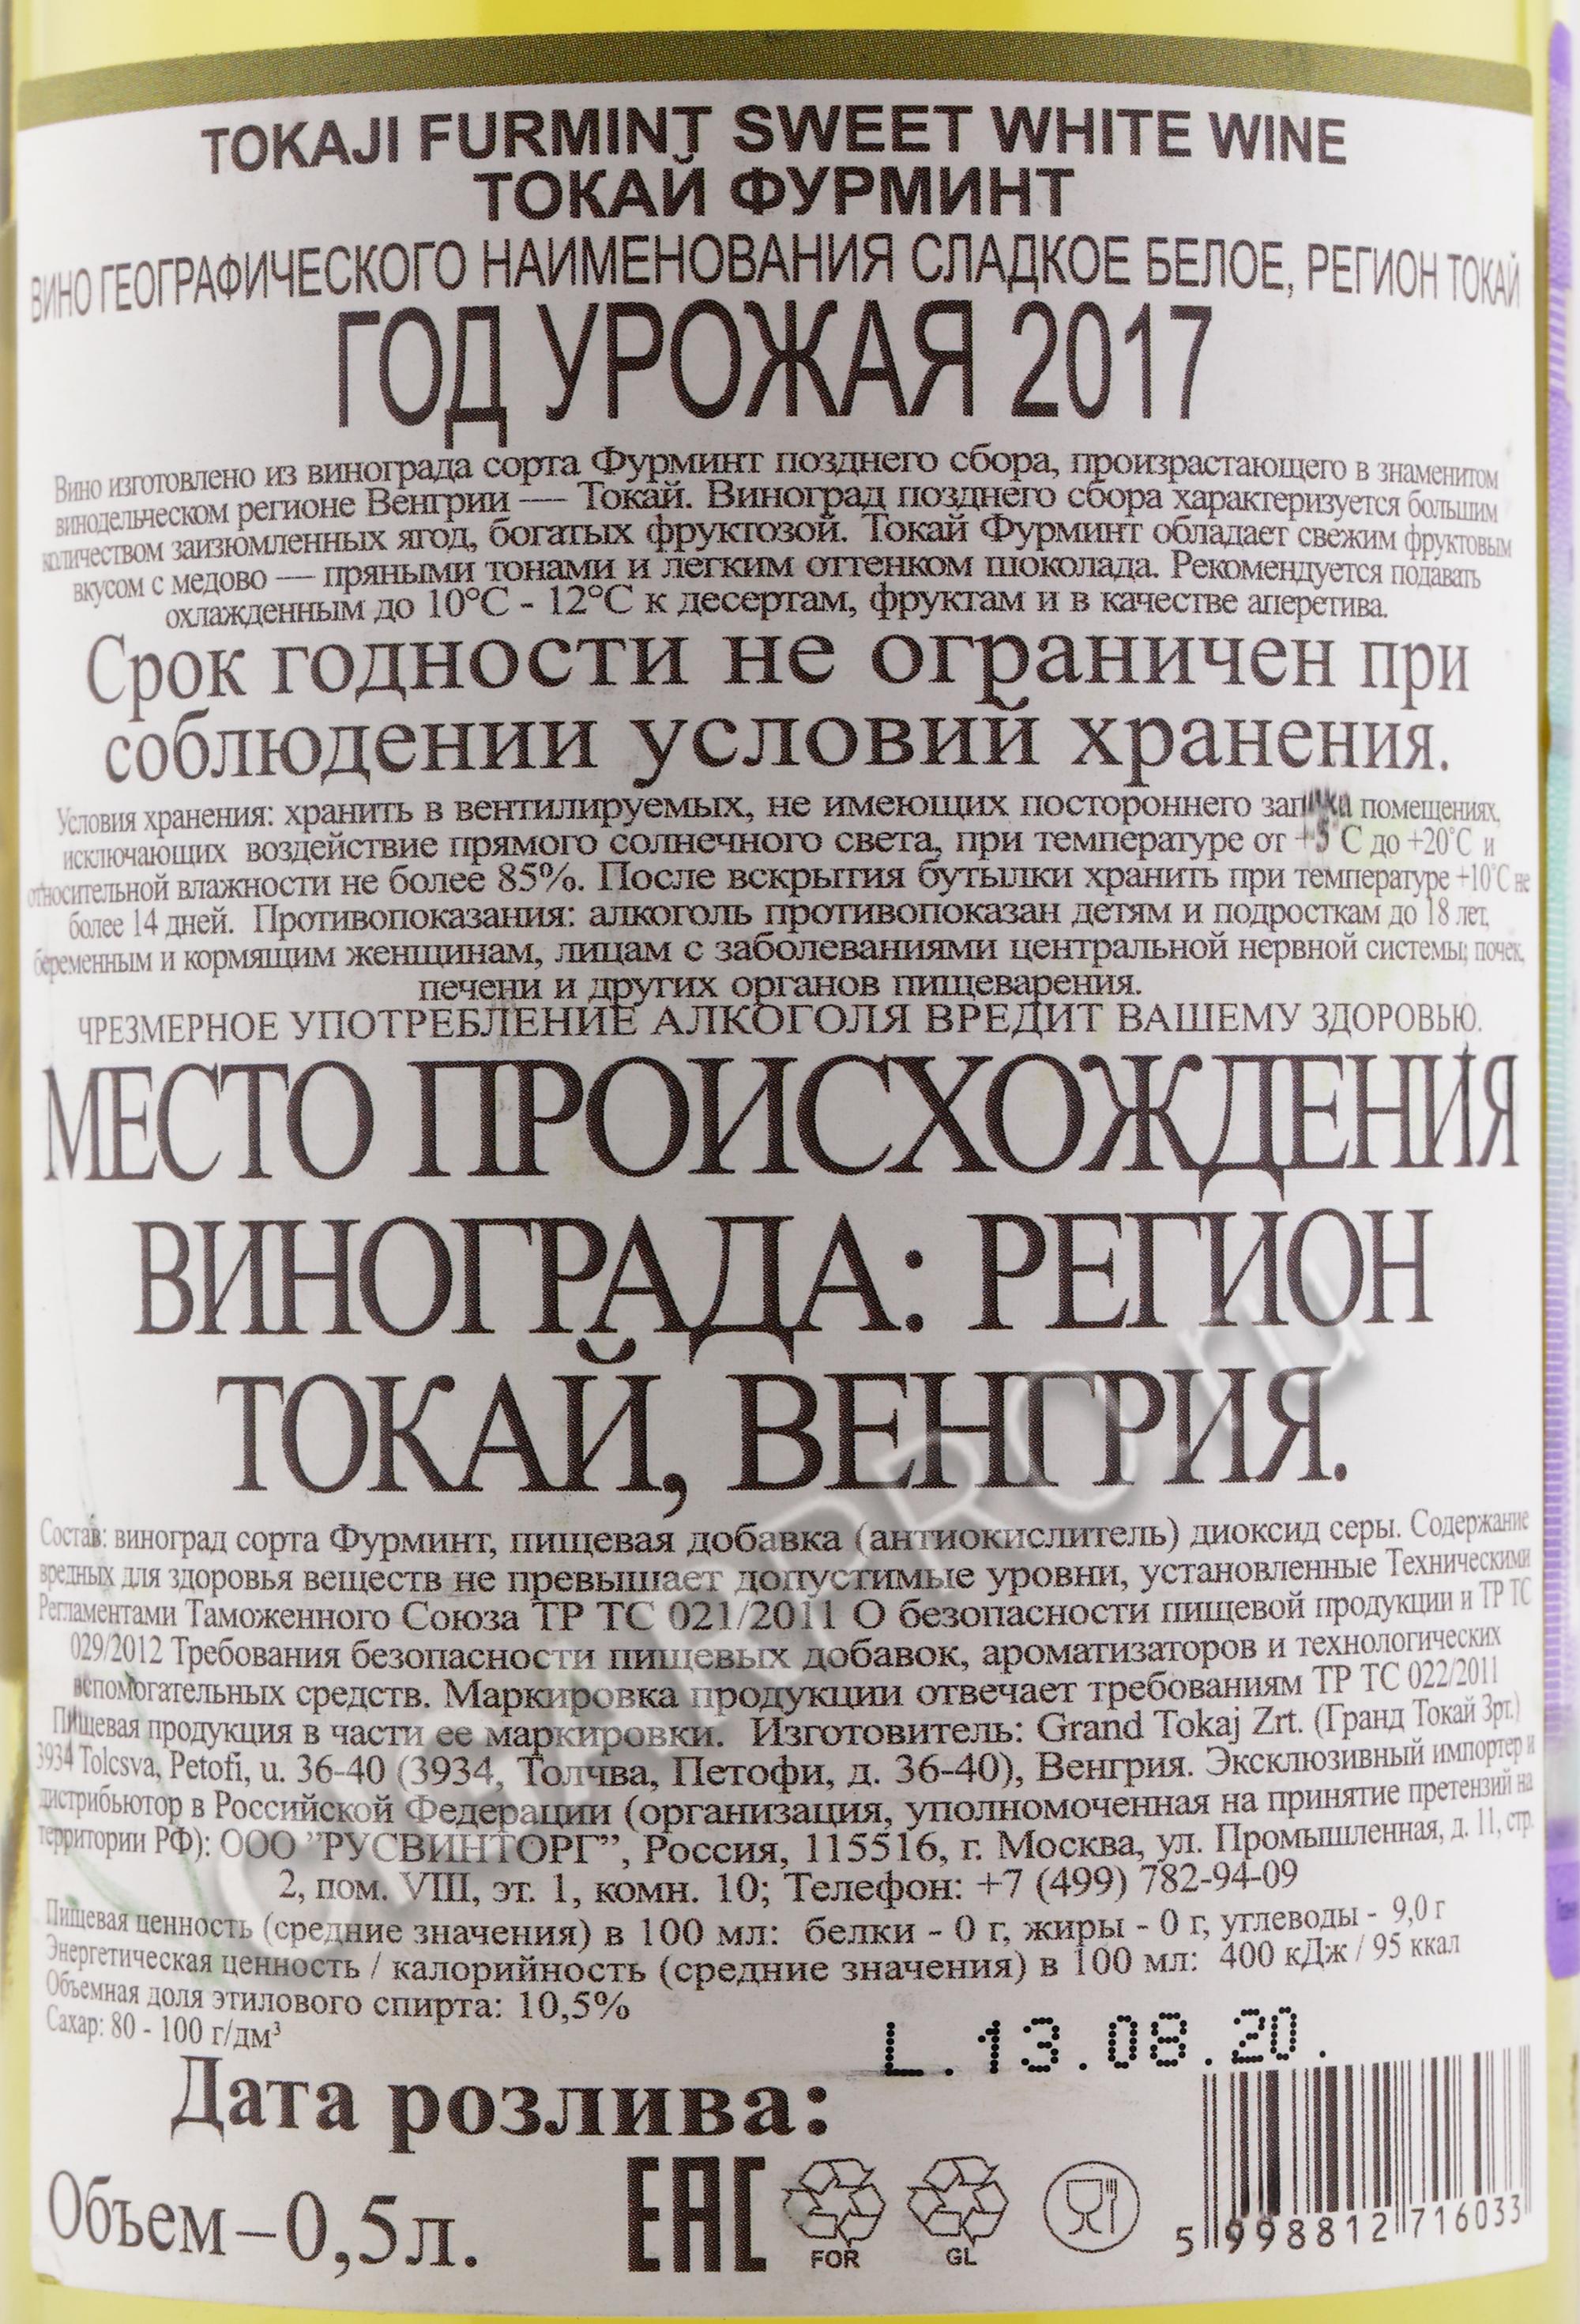 TOKAJI FURMINT SWEET WHITE WINE
ТОКАЙ ФУРМИНТ
ВИНО ГЕОГРАФИЧЕСКОГО НАИМЕНОВАНИЯ СЛАДКОЕ БЕЛОЕ, РЕГИОН ТОКАЙ
ГОД УРОЖАЯ 2017
Вино изготовлено из винограда сорта Фурминт позднего сбора, произрастающего в знаменитом
винодельческом регионе Венгрии — Токай. Виноград позднего сбора характеризуется большим
количеством заизюмленных ягод, богатых фруктозой. Токай Фурминт обладает свежим фруктовым
вкусом с медово — пряными тонами и легким оттенком шоколада. Рекомендуется подавать
охлажденным до 10°С - 12°С к десертам, фруктам и в качестве аперетива.
Срок годности не ограничен при
соблюдении условий хранения.
Условия хранения: хранить в вентилируемых, не имеющих постороннего запаха помещениях,
исключающих воздействие прямого солнечного света, при температуре от +5°С до +20°С и
относительной влажности не более 85%. После вскрытия бутылки хранить при температуре +10°С не
более 14 дней. Противопоказания: алкоголь противопоказан детям и подросткам до 18 лет,
беременным и кормящим женщинам, лицам с заболеваниями центральной нервной системы, почек,
печени и других органов пищеварения.
ЧРЕЗМЕРНОЕ УПОТРЕБЛЕНИЕ АЛКОГОЛЯ ВРЕДИТ ВАШЕМУ ЗДОРОВЬЮ.
МЕСТО ПРОИСХОЖДЕНИЯ
ВИНОГРАДА: РЕГИОН
ТОКАЙ, ВЕНГРИЯ.
Состав: виноград сорта Фурминт, пищевая добавка (антиокислитель) диоксид серы. Содержание
вредных для здоровья веществ не превышает допустимые уровни, установленные Техническими
Регламентами Таможенного Союза ТР ТС 021/2011 О безопасности пищевой продукции и ТР ТС
029/2012 Требования безопасности пищевых добавок, ароматизаторов и технологических
вспомогательных средств. Маркировка продукции отвечает требованиям ТР ТС 022/2011
Пищевая продукция в части ее маркировки. Изготовитель: Grand Tokaj Zrt. (Гранд Токай Зрт.)
3934 Tolcsva, Petofi, u. 36-40 (3934, Толчва, Петофи, д. 36-40), Венгрия. Эксклюзивный импортер и
дистрибьютор в Российской Федерации (организация, уполномоченная на принятие претензий на
территории РФ): ООО ”РУСВИНТОРГ”, Россия, 115516, г. Москва, ул. Промышленная, д. 11, стр.
2, пом. VIII, эт. 1, комн. 10; Телефон: +7 (499) 782-94-09
Пищевая ценность (средние значения) в 100 мл: белки - 0 г, жиры - 0 г, углеводы - 9,0 г
Энергетическая ценность / калорийность (средние значения) в 100 мл: 400 кДж / 95 ккал
Объемная доля этилового спирта: 10,5%
Сахар: 80 - 100 г/дм³
L.13.08.20.
Дата розлива:
Объем – 0,5л.
EAC
FOR
GL
5 998812 716033